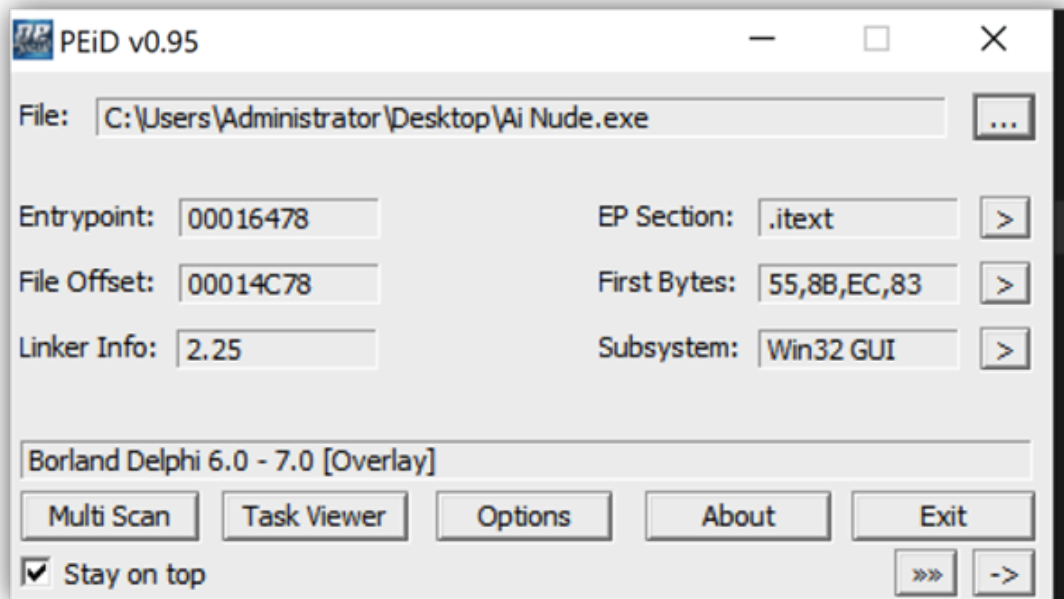 PEiD v0.95
File: C:\Users\Administrator\Desktop\Ai Nude.exe ...
Entrypoint: 00016478 EP Section: .itext >
File Offset: 00014C78 First Bytes: 55,8B,EC,83 >
Linker Info: 2.25 Subsystem: Win32 GUI >
Borland Delphi 6.0 - 7.0 [Overlay]
Multi Scan Task Viewer Options About Exit
Stay on top »» ->